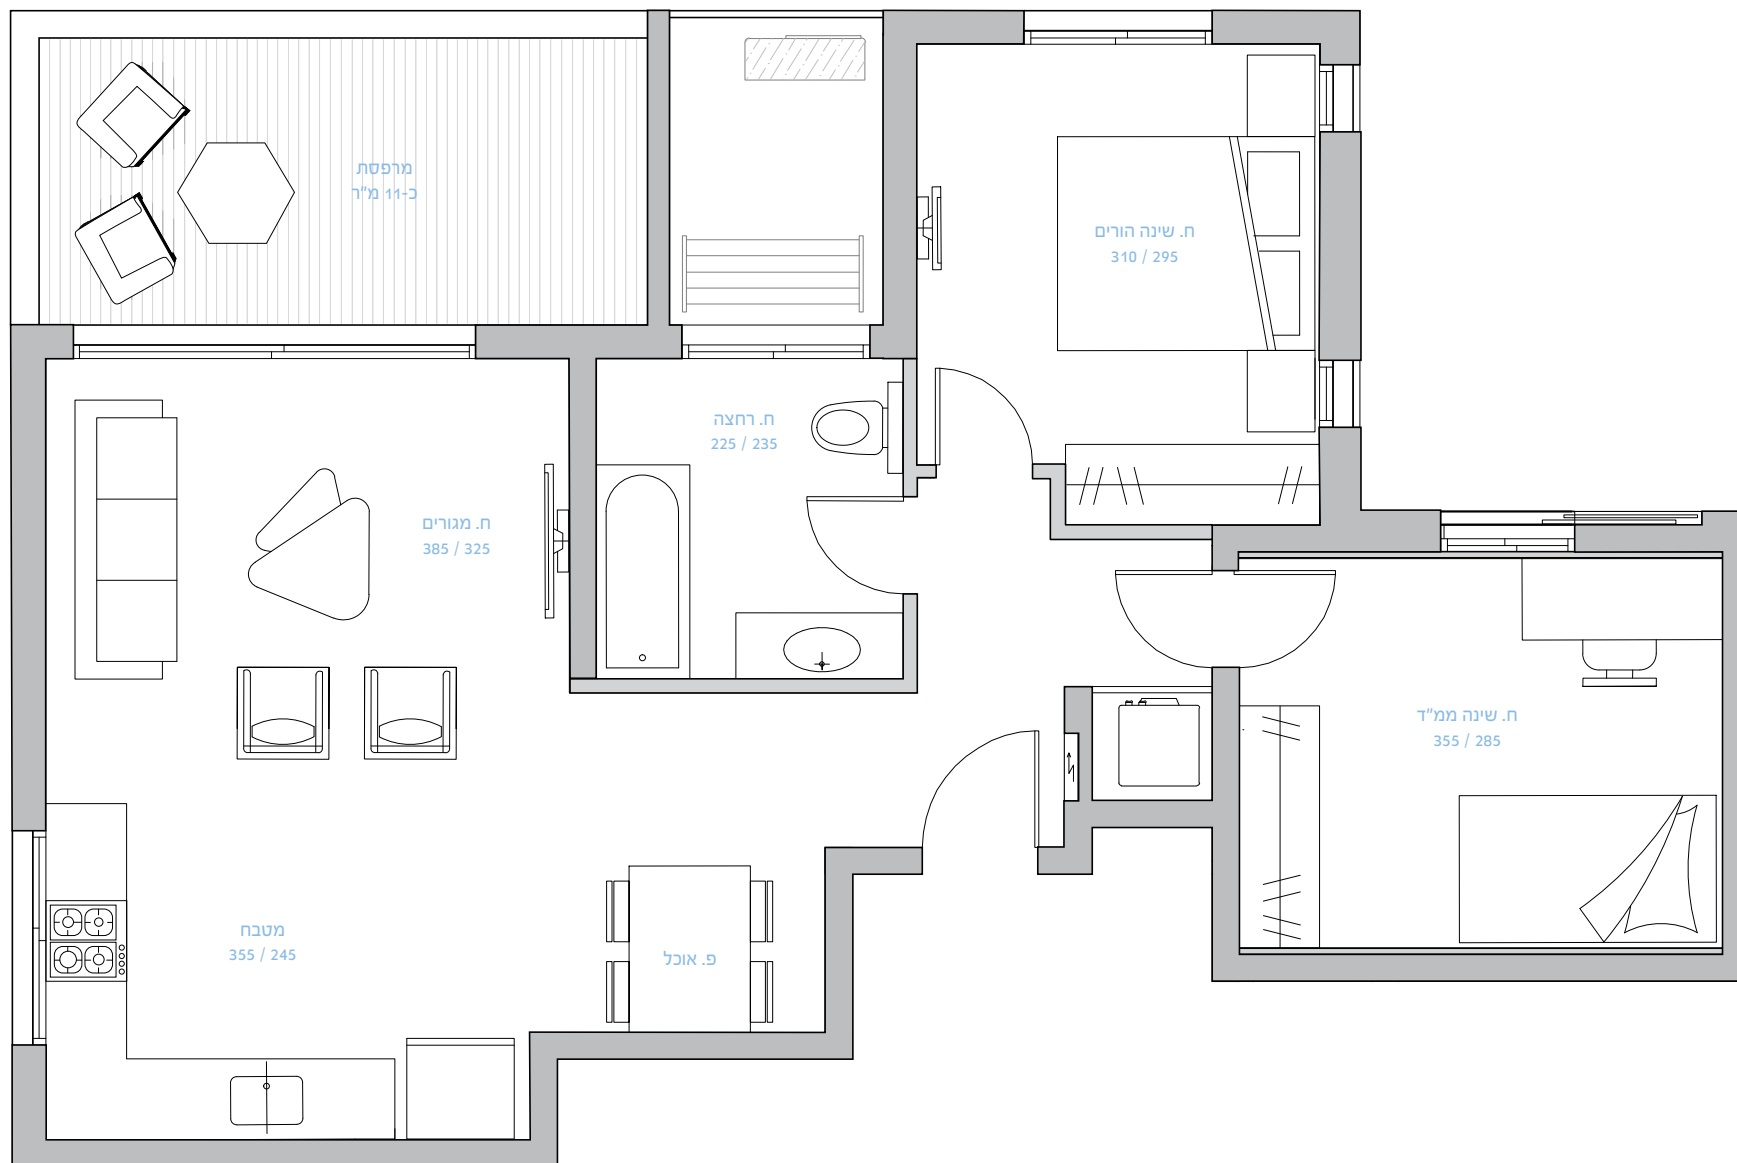 מרפסת
כ-11 מ"ר
ח. שינה הורים
310 / 295
ח. רחצה
225 / 235
ח. מגורים
385 / 325
ח. שינה ממ"ד
355 / 285
מטבח
355 / 245
פ. אוכל